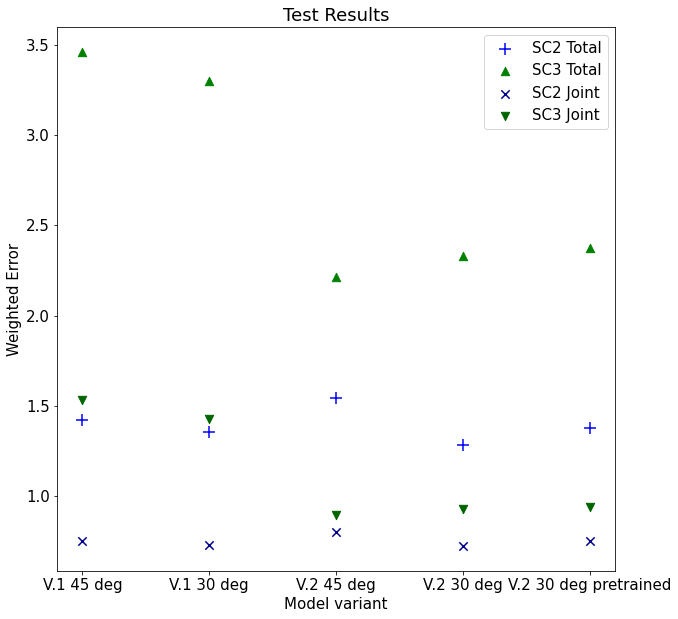 Test Results
SC2 Total
SC3 Total
SC2 Joint
SC3 Joint
3.5
3.0
2.5
2.0
1.5
1.0
Weighted Error
V.1 45 deg
V.1 30 deg
V.2 45 deg
V.2 30 deg
V.2 30 deg pretrained
Model variant